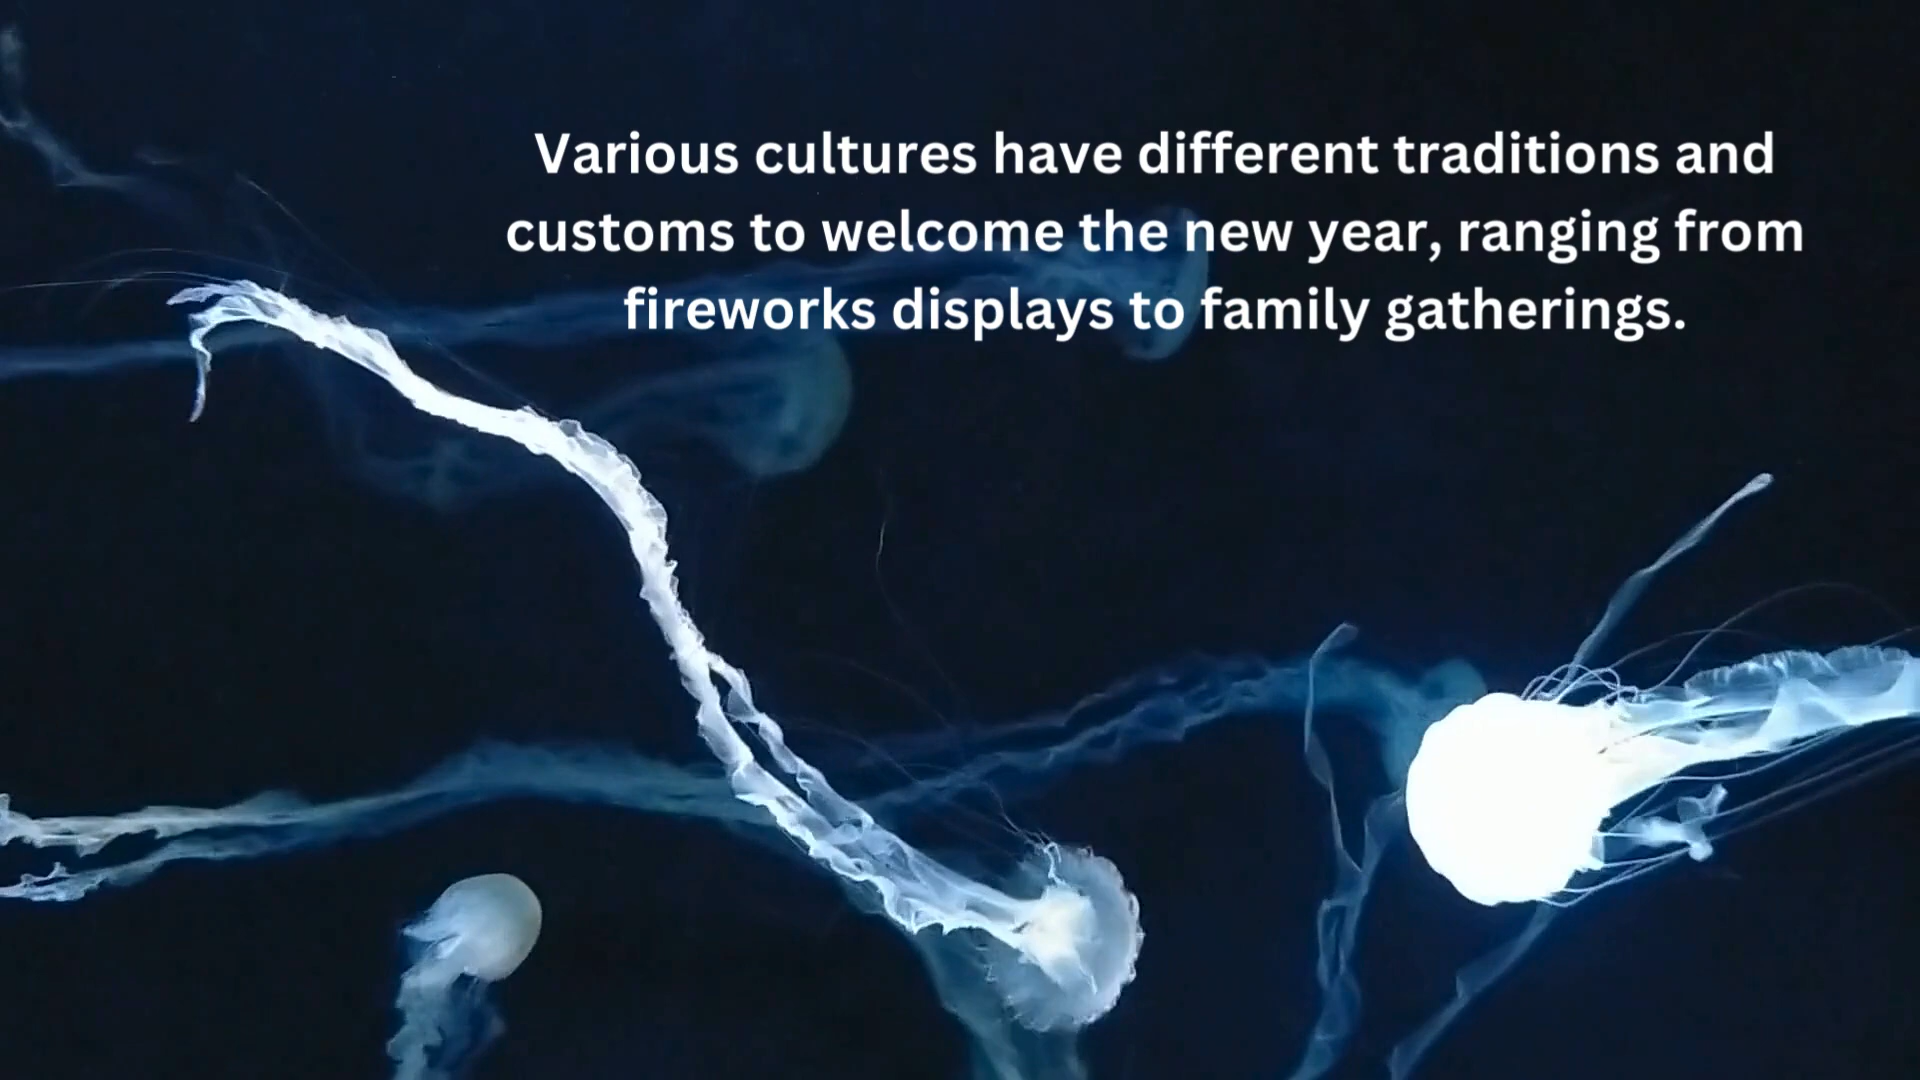 Various cultures have different traditions and
customs to welcome the new year, ranging from
fireworks displays to family gatherings.